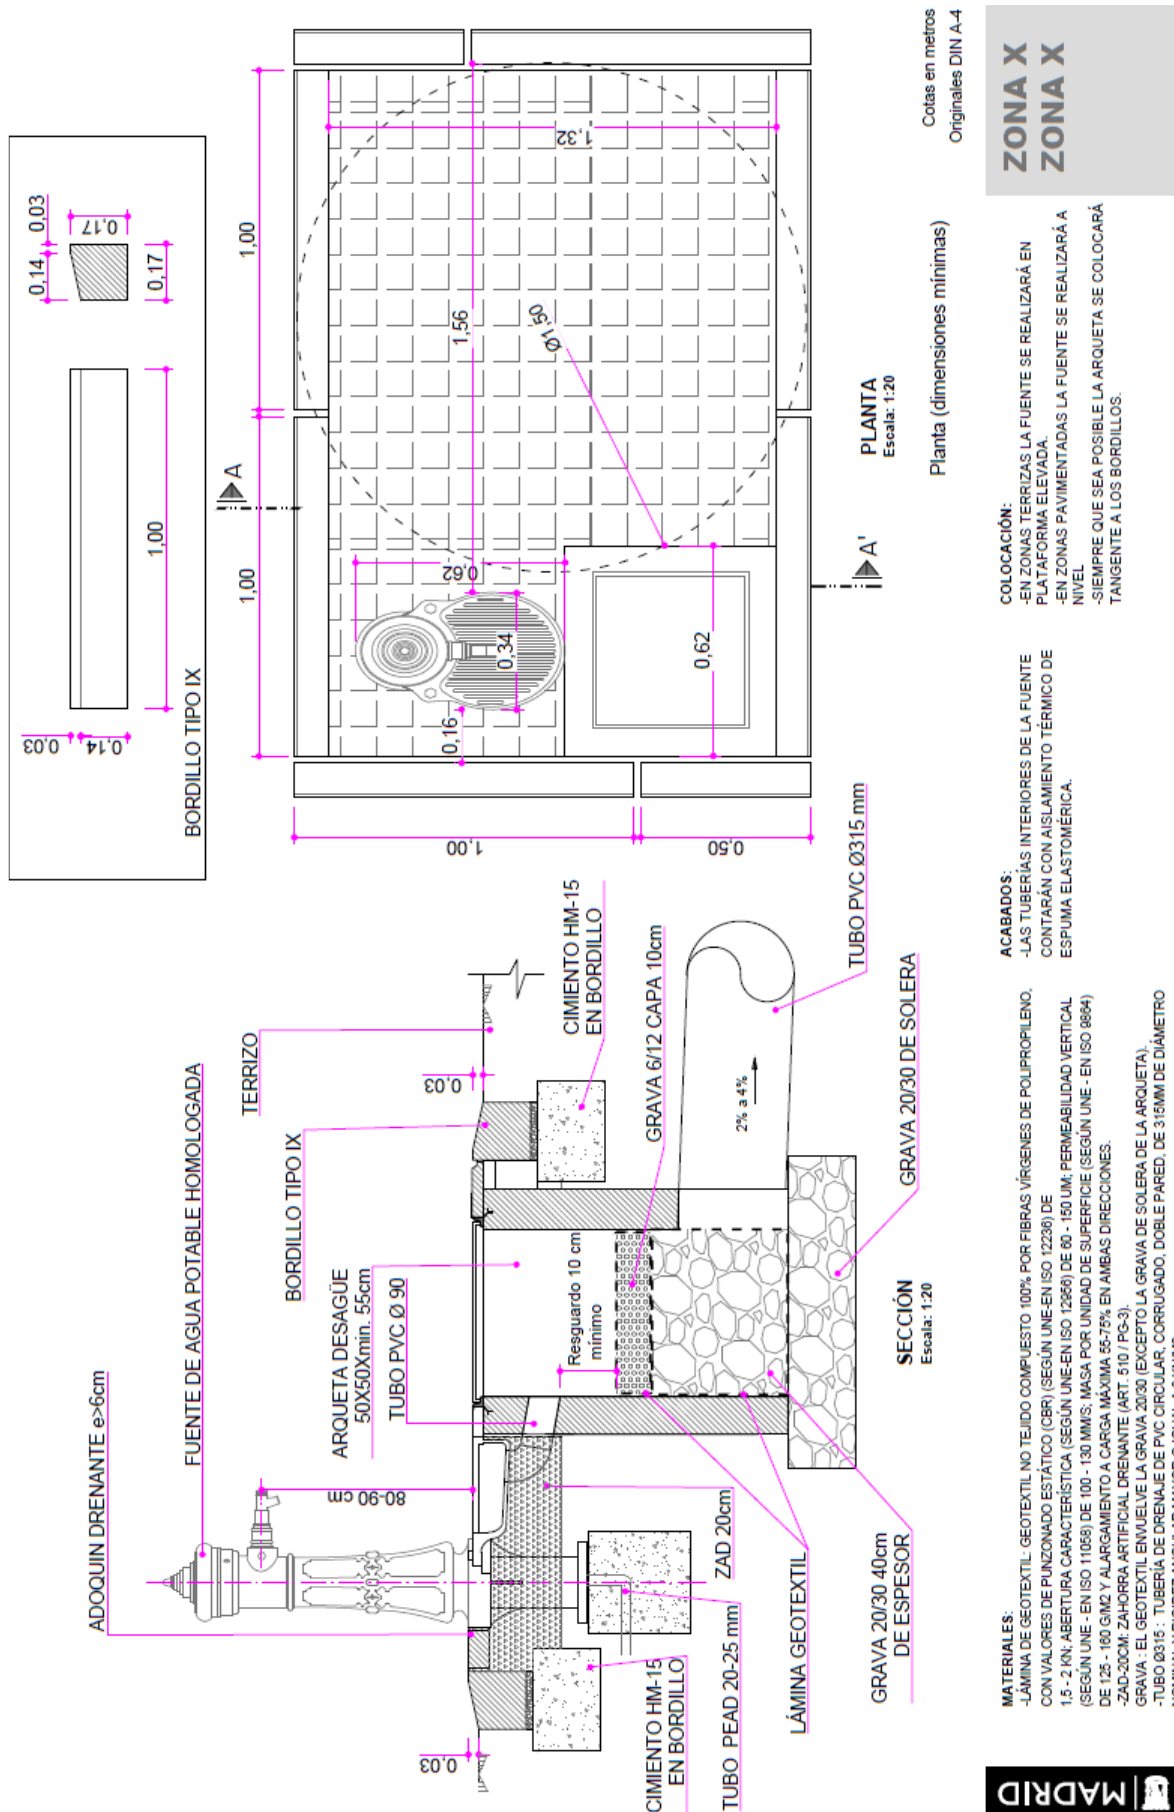 0,03
0,14
0,17
0,17
1,00
0,03
0,14
BORDILLO TIPO IX
A
1,00
1,00
1,32
1,56
Ø1,50
0,62
0,34
0,16
0,62
A'
1,00
0,50
PLANTA
Escala: 1:20
Planta (dimensiones mínimas)
Cotas en metros
Originales DIN A-4
ZONA X
ZONA X
ADOQUIN DRENANTE e>6cm
FUENTE DE AGUA POTABLE HOMOLOGADA
TERRIZO
BORDILLO TIPO IX
ARQUETA DESAGÜE
50X50Xmin. 55cm
TUBO PVC Ø 90
80-90 cm
0,03
0,03
CIMIENTO HM-15
EN BORDILLO
GRAVA 6/12 CAPA 10cm
TUBO PVC Ø315 mm
GRAVA 20/30 DE SOLERA
2% a 4%
Resguardo 10 cm
mínimo
SECCIÓN
Escala: 1:20
CIMIENTO HM-15
EN BORDILLO
TUBO PEAD 20-25 mm
ZAD 20cm
LÁMINA GEOTEXTIL
GRAVA 20/30 40cm
DE ESPESOR
MATERIALES:
-LÁMINA DE GEOTEXTIL: GEOTEXTIL NO TEJIDO COMPUESTO 100% POR FIBRAS VÍRGENES DE POLIPROPILENO,
CON VALORES DE PUNZONADO ESTÁTICO (CBR) (SEGÚN UNE-EN ISO 12236) DE
1,5 - 2 KN; ABERTURA CARACTERÍSTICA (SEGÚN UNE-EN ISO 12956) DE 60 - 150 UM; PERMEABILIDAD VERTICAL
(SEGÚN UNE - EN ISO 11058) DE 100 - 130 MM/S; MASA POR UNIDAD DE SUPERFICIE (SEGÚN UNE - EN ISO 9864)
DE 125 - 160 G/M2 Y ALARGAMIENTO A CARGA MÁXIMA 55-75% EN AMBAS DIRECCIONES.
-ZAD-20CM: ZAHORRA ARTIFICIAL DRENANTE (ART. 510 / PG-3).
GRAVA : EL GEOTEXTIL ENVUELVE LA GRAVA 20/30 (EXCEPTO LA GRAVA DE SOLERA DE LA ARQUETA).
-TUBO Ø315 : TUBERÍA DE DRENAJE DE PVC CIRCULAR, CORRUGADO, DOBLE PARED, DE 315MM DE DIÁMETRO
ACABADOS:
-LAS TUBERÍAS INTERIORES DE LA FUENTE
CONTARÁN CON AISLAMIENTO TÉRMICO DE
ESPUMA ELASTOMÉRICA.
COLOCACIÓN:
-EN ZONAS TERRIZAS LA FUENTE SE REALIZARÁ EN
PLATAFORMA ELEVADA.
-EN ZONAS PAVIMENTADAS LA FUENTE SE REALIZARÁ A
NIVEL
-SIEMPRE QUE SEA POSIBLE LA ARQUETA SE COLOCARÁ
TANGENTE A LOS BORDILLOS.
MADRID